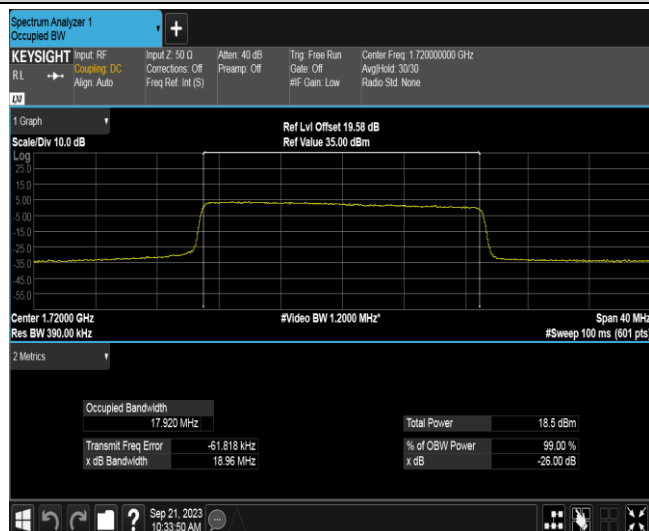 Spectrum Analyzer 1
Occupied BW
+
KEYSIGHT
RL
LXI
Input: RF
Coupling: DC
Align: Auto
Input Z: 50 Ω
Corrections: Off
Freq Ref: Int (S)
Atten: 40 dB
Preamp: Off
Trig: Free Run
Gate: Off
#IF Gain: Low
Center Freq: 1.720000000 GHz
Avg|Hold: 30/30
Radio Std: None
1 Graph
Scale/Div 10.0 dB
Ref Lvl Offset 19.58 dB
Ref Value 35.00 dBm
Log
25.0
15.0
5.00
-5.00
-15.0
-25.0
-35.0
-45.0
-55.0
Center 1.72000 GHz
#Video BW 1.2000 MHz*
Span 40 MHz
Res BW 390.00 kHz
#Sweep 100 ms (601 pts)
2 Metrics
Occupied Bandwidth
17.920 MHz
Total Power 18.5 dBm
Transmit Freq Error -61.818 kHz
% of OBW Power 99.00 %
x dB Bandwidth 18.96 MHz
x dB -26.00 dB
?
Sep 21, 2023
10:33:50 AM